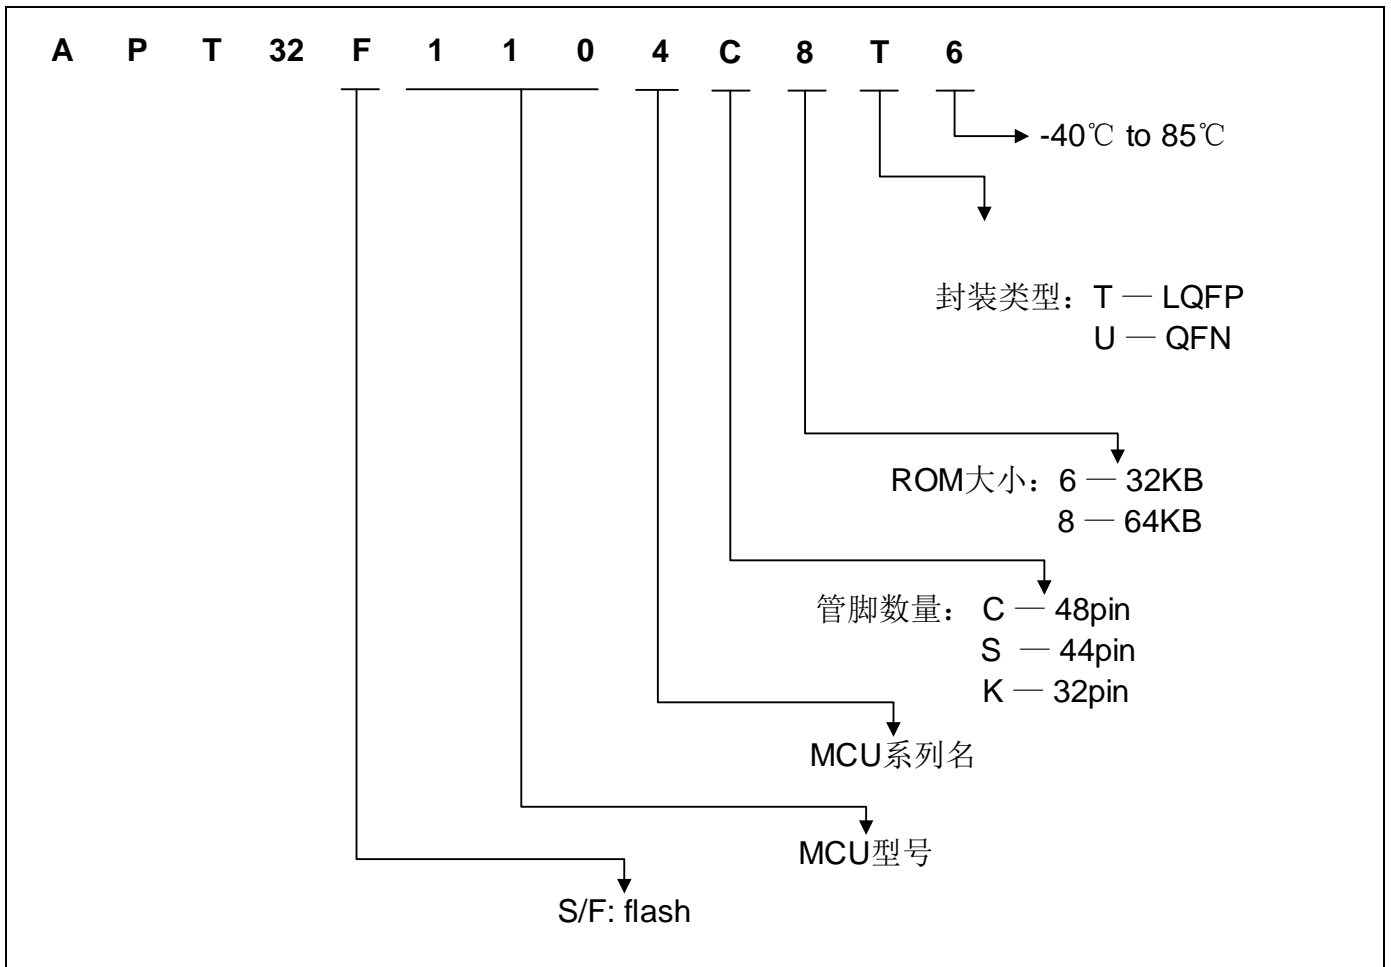 A P T 32 F 1 1 0 4 C 8 T 6
-40℃ to 85℃
封装类型：T — LQFP
U — QFN
ROM大小：6 — 32KB
8 — 64KB
管脚数量： C — 48pin
S — 44pin
K — 32pin
MCU系列名
MCU型号
S/F: flash